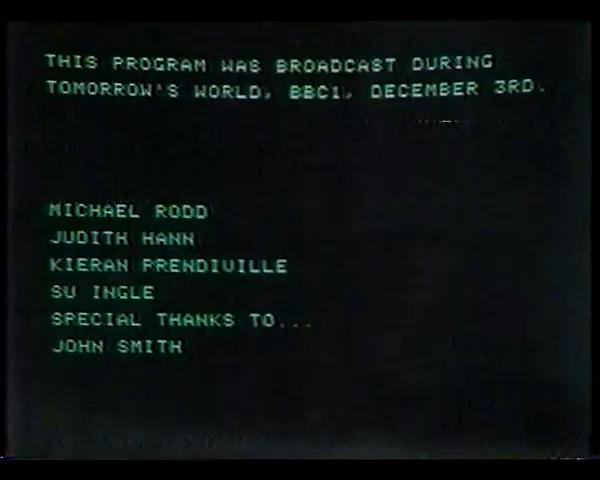 THIS PROGRAM WAS BROADCAST DURING
TOMORROW'S WORLD, BBC1, DECEMBER 3RD.
MICHAEL RODD
JUDITH HANN
KIERAN PRENDIVILLE
SU INGLE
SPECIAL THANKS TO...
JOHN SMITH